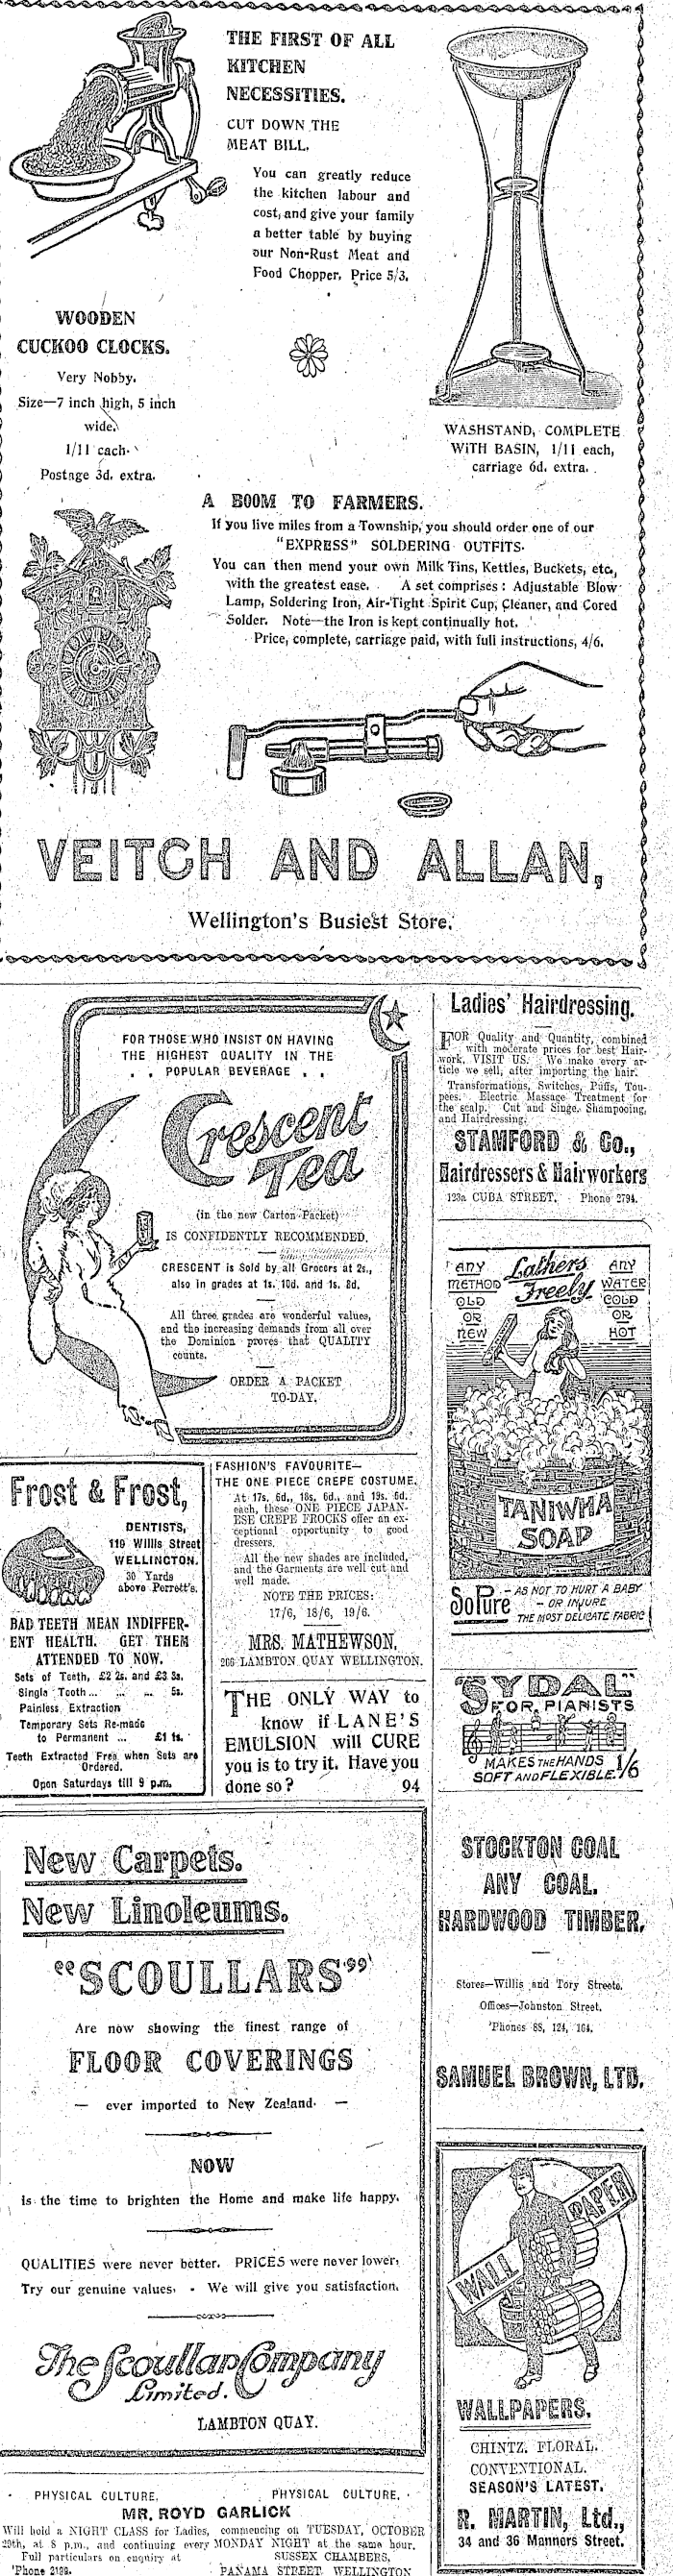 THE FIRST OF ALL
KITCHEN
NECESSITIES.
CUT DOWN THE
MEAT BILL.
You can greatly reduce
the kitchen labour and
cost, and give your family
a better table by buying
our Non-Rust Meat and
Food Chopper. Price 5/3.
WOODEN
CUCKOO CLOCKS.
Very Nobby.
Size—7 inch high, 5 inch
wide.
1/11 each.
Postage 3d. extra.
WASHSTAND, COMPLETE
WITH BASIN, 1/11 each,
carriage 6d. extra.
A BOOM TO FARMERS.
If you live miles from a Township, you should order one of our
"EXPRESS" SOLDERING OUTFITS.
You can then mend your own Milk Tins, Kettles, Buckets, etc.,
with the greatest ease. A set comprises: Adjustable Blow
Lamp, Soldering Iron, Air-Tight Spirit Cup, Cleaner, and Cored
Solder. Note—the Iron is kept continually hot.
Price, complete, carriage paid, with full instructions, 4/6.
VEITCH AND ALLAN,
Wellington's Busiest Store.
FOR THOSE WHO INSIST ON HAVING
THE HIGHEST QUALITY IN THE
. . POPULAR BEVERAGE . .
Crescent
Tea
(in the new Carton Packet)
IS CONFIDENTLY RECOMMENDED.
CRESCENT is Sold by all Grocers at 2s.,
also in grades at 1s. 10d. and 1s. 8d.
All three grades are wonderful values,
and the increasing demands from all over
the Dominion proves that QUALITY
counts.
ORDER A PACKET
TO-DAY.
Ladies' Hairdressing.
FOR Quality and Quantity, combined
with moderate prices for best Hair-
work, VISIT US. We make every ar-
ticle we sell, after importing the hair.
Transformations, Switches, Puffs, Tou-
pees. Electric Massage Treatment for
the scalp. Cut and Singe, Shampooing,
and Hairdressing.
STAMFORD & Co.,
Hairdressers & Hairworkers
123a CUBA STREET. Phone 2794.
ANY
METHOD
OLD
OR
NEW
Lathers
Freely
ANY
WATER
COLD
OR
HOT
TANIWHA
SOAP
So Pure - AS NOT TO HURT A BABY
- OR INJURE
THE MOST DELICATE FABRIC
Frost & Frost,
DENTISTS,
119 Willis Street
WELLINGTON.
30 Yards
above Perrett's.
BAD TEETH MEAN INDIFFER-
ENT HEALTH. GET THEM
ATTENDED TO NOW.
Sets of Teeth, £2 2s. and £3 3s.
Single Tooth... ... ... 5s.
Painless Extraction
Temporary Sets Re-made
to Permanent ... £1 1s.
Teeth Extracted Free when Sets are
Ordered.
Open Saturdays till 9 p.m.
FASHION'S FAVOURITE—
THE ONE PIECE CREPE COSTUME.
At 17s. 6d., 18s. 6d., and 19s. 6d.
each, these ONE PIECE JAPAN-
ESE CREPE FROCKS offer an ex-
ceptional opportunity to good
dressers.
All the new shades are included,
and the Garments are well cut and
well made.
NOTE THE PRICES:
17/6, 18/6, 19/6.
MRS. MATHEWSON,
266 LAMBTON QUAY WELLINGTON.
THE ONLY WAY to
know if LANE'S
EMULSION will CURE
you is to try it. Have you
done so? 94
"SYDAL"
FOR PIANISTS
MAKES THE HANDS
SOFT AND FLEXIBLE. 1/6
New Carpets.
New Linoleums.
"SCOULLARS"
Are now showing the finest range of
FLOOR COVERINGS
— ever imported to New Zealand. —
NOW
is the time to brighten the Home and make life happy.
QUALITIES were never better. PRICES were never lower.
Try our genuine values. - We will give you satisfaction.
The Scoullar Company
Limited.
LAMBTON QUAY.
STOCKTON COAL
ANY COAL.
HARDWOOD TIMBER.
Stores—Willis and Tory Streets.
Offices—Johnston Street.
'Phones 88, 124, 164.
SAMUEL BROWN, LTD.
WALL PAPER
WALLPAPERS.
CHINTZ. FLORAL.
CONVENTIONAL.
SEASON'S LATEST.
R. MARTIN, Ltd.,
34 and 36 Manners Street.
PHYSICAL CULTURE. PHYSICAL CULTURE.
MR. ROYD GARLICK
Will hold a NIGHT CLASS for Ladies, commencing on TUESDAY, OCTOBER
29th, at 8 p.m., and continuing every MONDAY NIGHT at the same hour.
Full particulars on enquiry at SUSSEX CHAMBERS,
'Phone 2193. PANAMA STREET, WELLINGTON